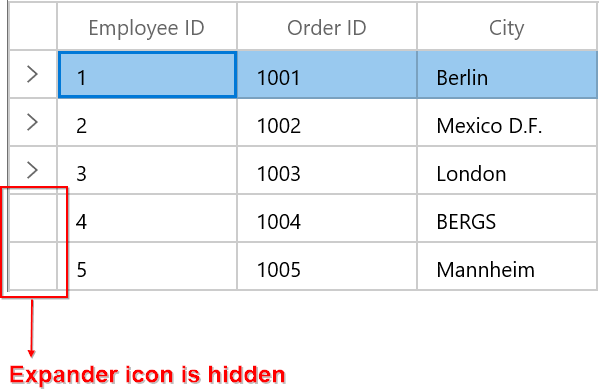 Employee ID Order ID City
1 1001 Berlin
2 1002 Mexico D.F.
3 1003 London
4 1004 BERGS
5 1005 Mannheim
Expander icon is hidden